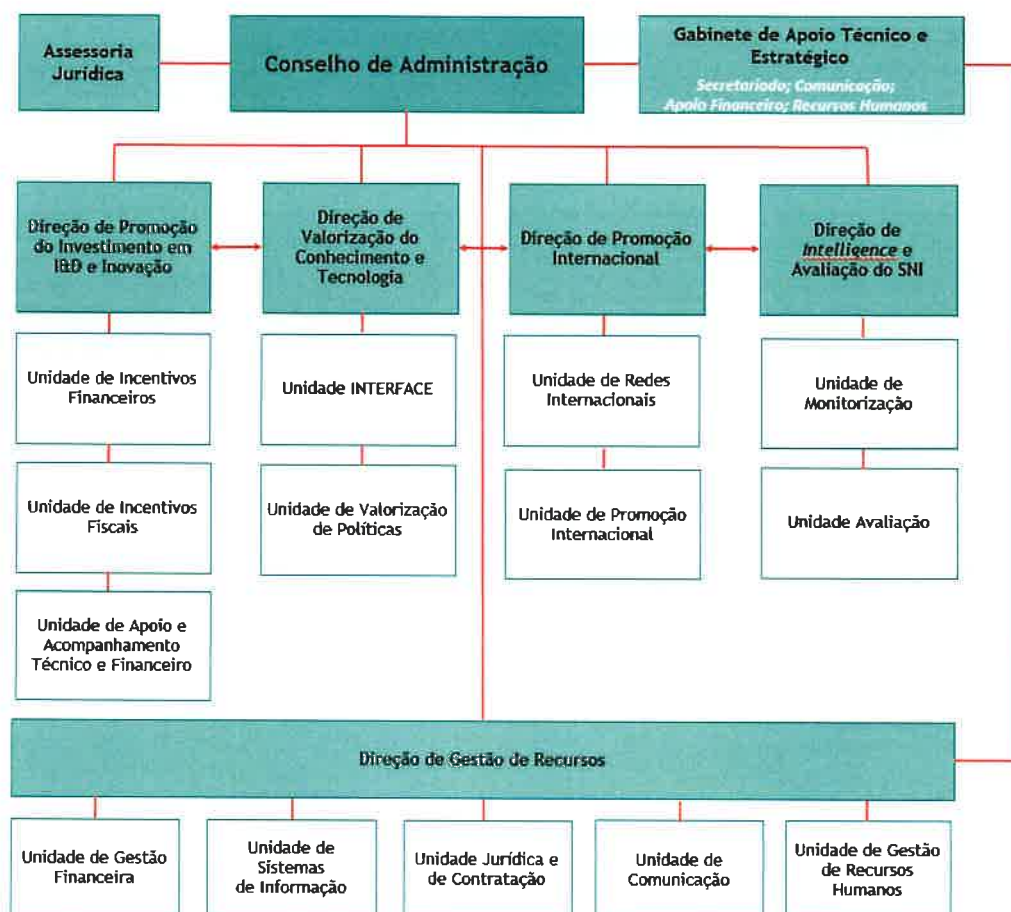 Assessoria
Jurídica
Conselho de Administração
Gabinete de Apoio Técnico e
Estratégico
Secretariado; Comunicação;
Apoio Financeiro; Recursos Humanos
Direção de Promoção
do Investimento em
I&D e Inovação
Direção de
Valorização do
Conhecimento e
Tecnologia
Direção de Promoção
Internacional
Direção de
Intelligence e
Avaliação do SNI
Unidade de Incentivos
Financeiros
Unidade INTERFACE
Unidade de Redes
Internacionais
Unidade de
Monitorização
Unidade de Incentivos
Fiscais
Unidade de Valorização
de Políticas
Unidade de Promoção
Internacional
Unidade Avaliação
Unidade de Apoio e
Acompanhamento
Técnico e Financeiro
Direção de Gestão de Recursos
Unidade de Gestão
Financeira
Unidade de
Sistemas
de Informação
Unidade Jurídica e
de Contratação
Unidade de
Comunicação
Unidade de Gestão
de Recursos
Humanos